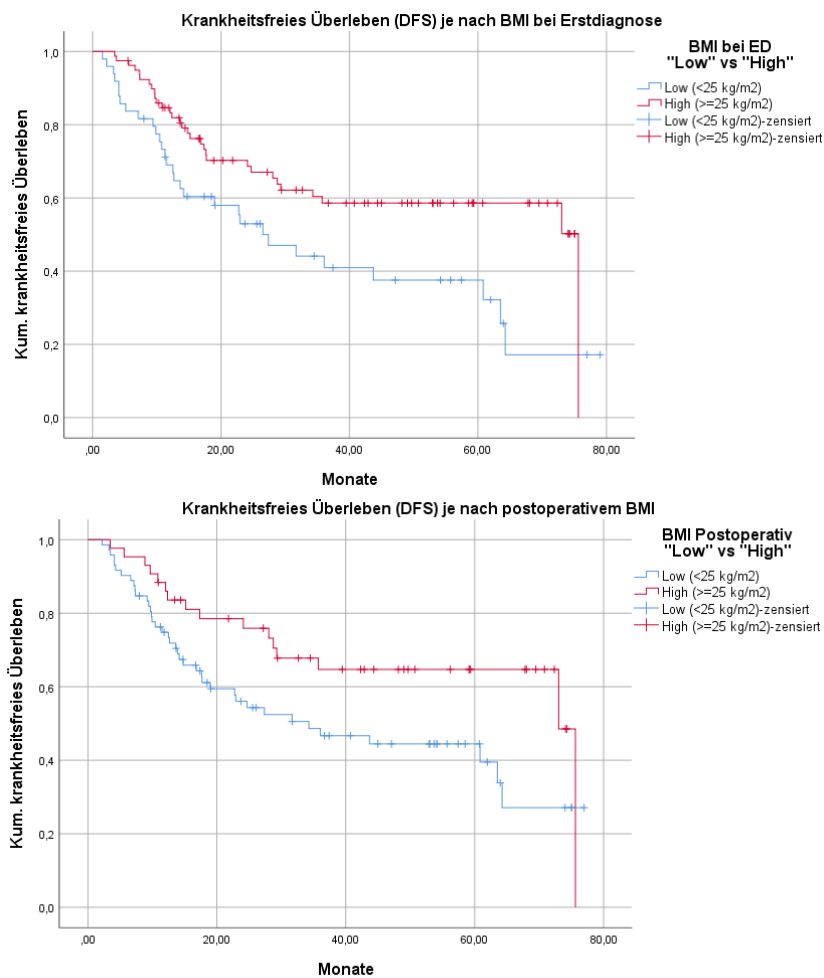 Krankheitsfreies Überleben (DFS) je nach BMI bei Erstdiagnose
BMI bei ED
"Low" vs "High"
Low (<25 kg/m2)
High (>=25 kg/m2)
Low (<25 kg/m2)-zensiert
High (>=25 kg/m2)-zensiert
Kum. krankheitsfreies Überleben
1,0
0,8
0,6
0,4
0,2
0,0
,00
20,00
40,00
60,00
80,00
Monate
Krankheitsfreies Überleben (DFS) je nach postoperativem BMI
BMI Postoperativ
"Low" vs "High"
Low (<25 kg/m2)
High (>=25 kg/m2)
Low (<25 kg/m2)-zensiert
High (>=25 kg/m2)-zensiert
Kum. krankheitsfreies Überleben
1,0
0,8
0,6
0,4
0,2
0,0
,00
20,00
40,00
60,00
80,00
Monate